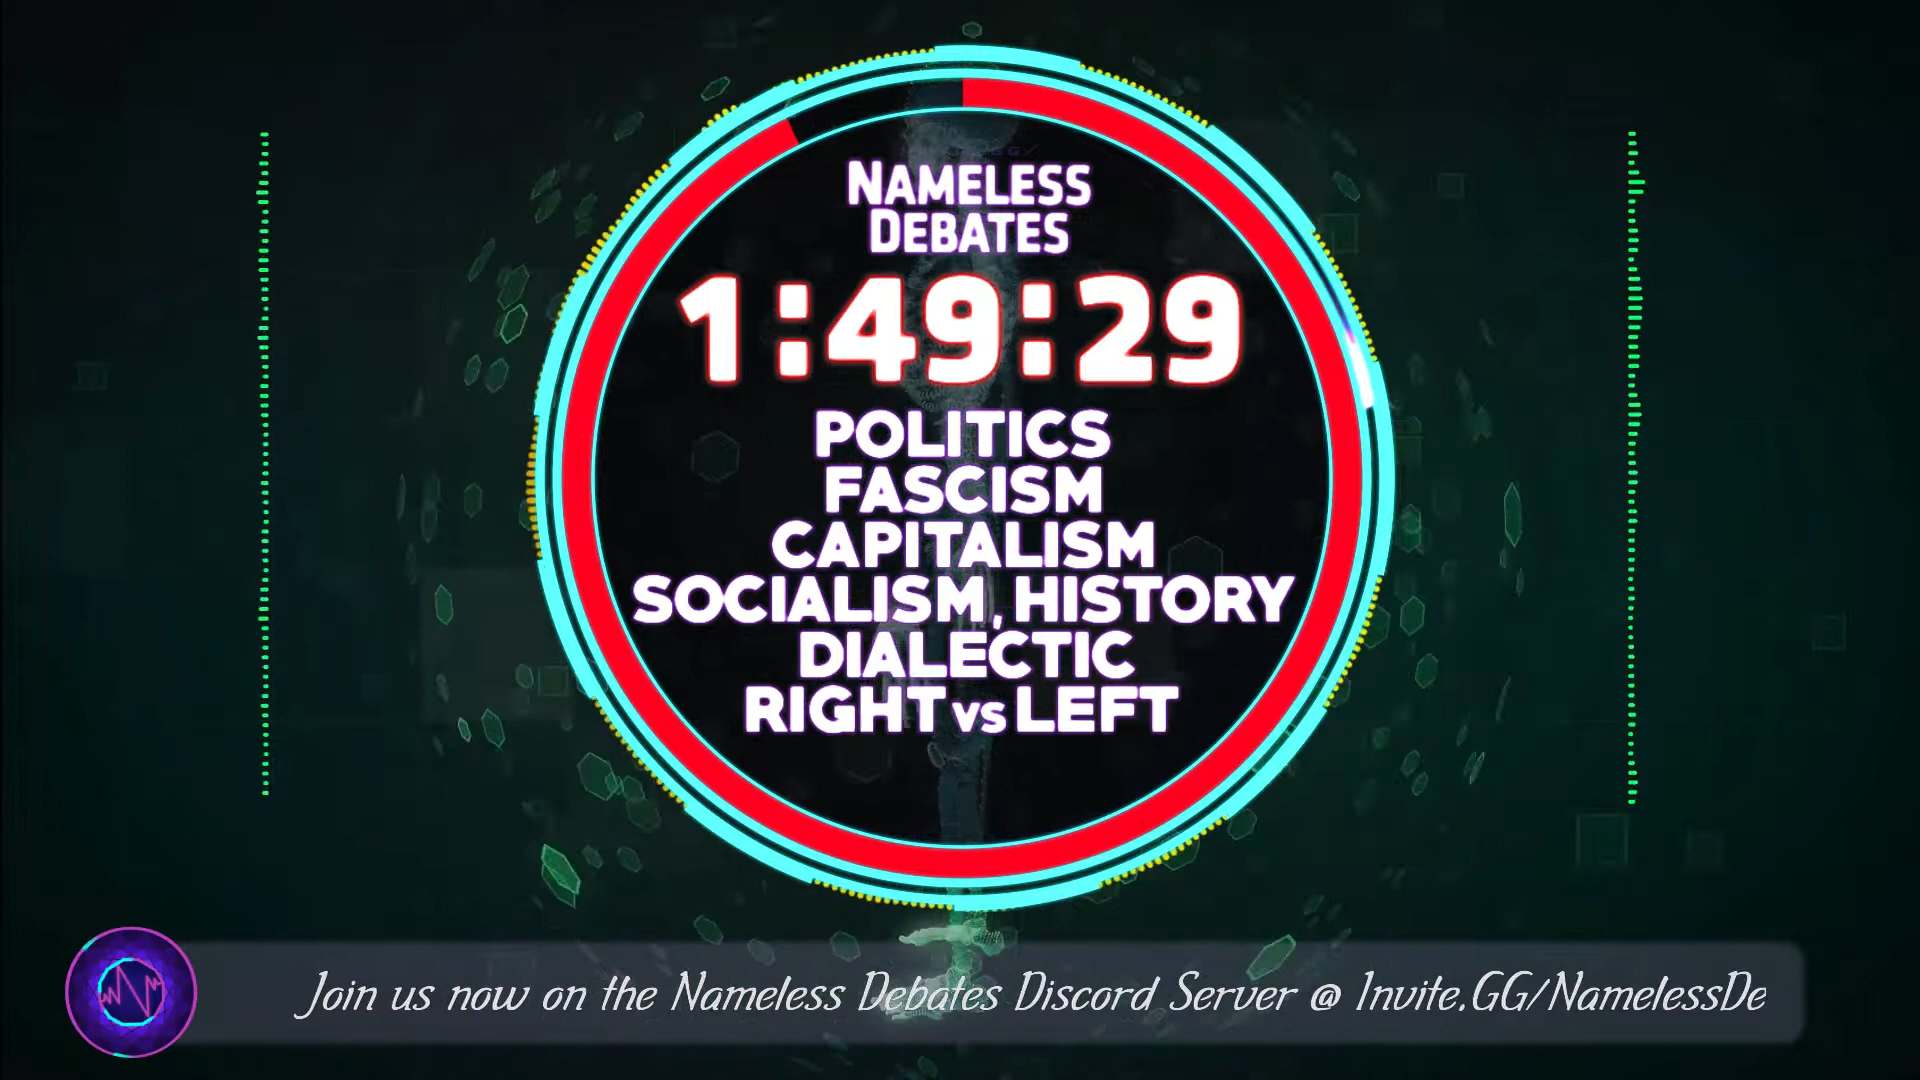 NAMELESS
DEBATES
1:49:29
POLITICS
FASCISM
CAPITALISM
SOCIALISM, HISTORY
DIALECTIC
RIGHT vs LEFT
Join us now on the Nameless Debates Discord Server @ Invite.GG/NamelessDe